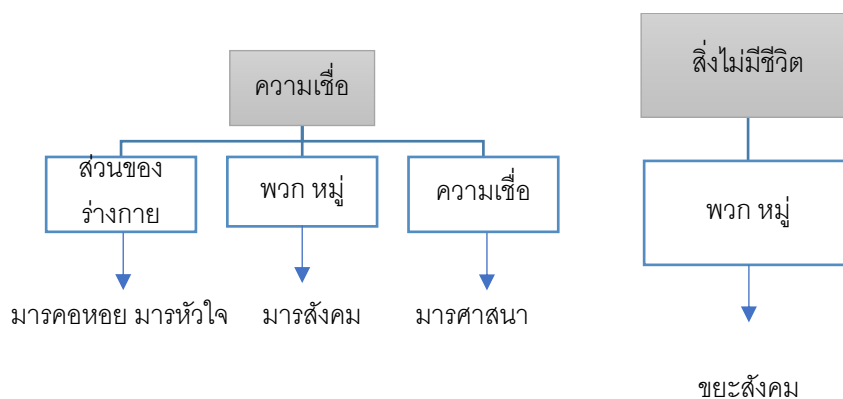 ความเชื่อ
ส่วนของ
ร่างกาย
พวก หมู่
ความเชื่อ
มารคอหอย มารหัวใจ
มารสังคม
มารศาสนา
สิ่งไม่มีชีวิต
พวก หมู่
ขยะสังคม